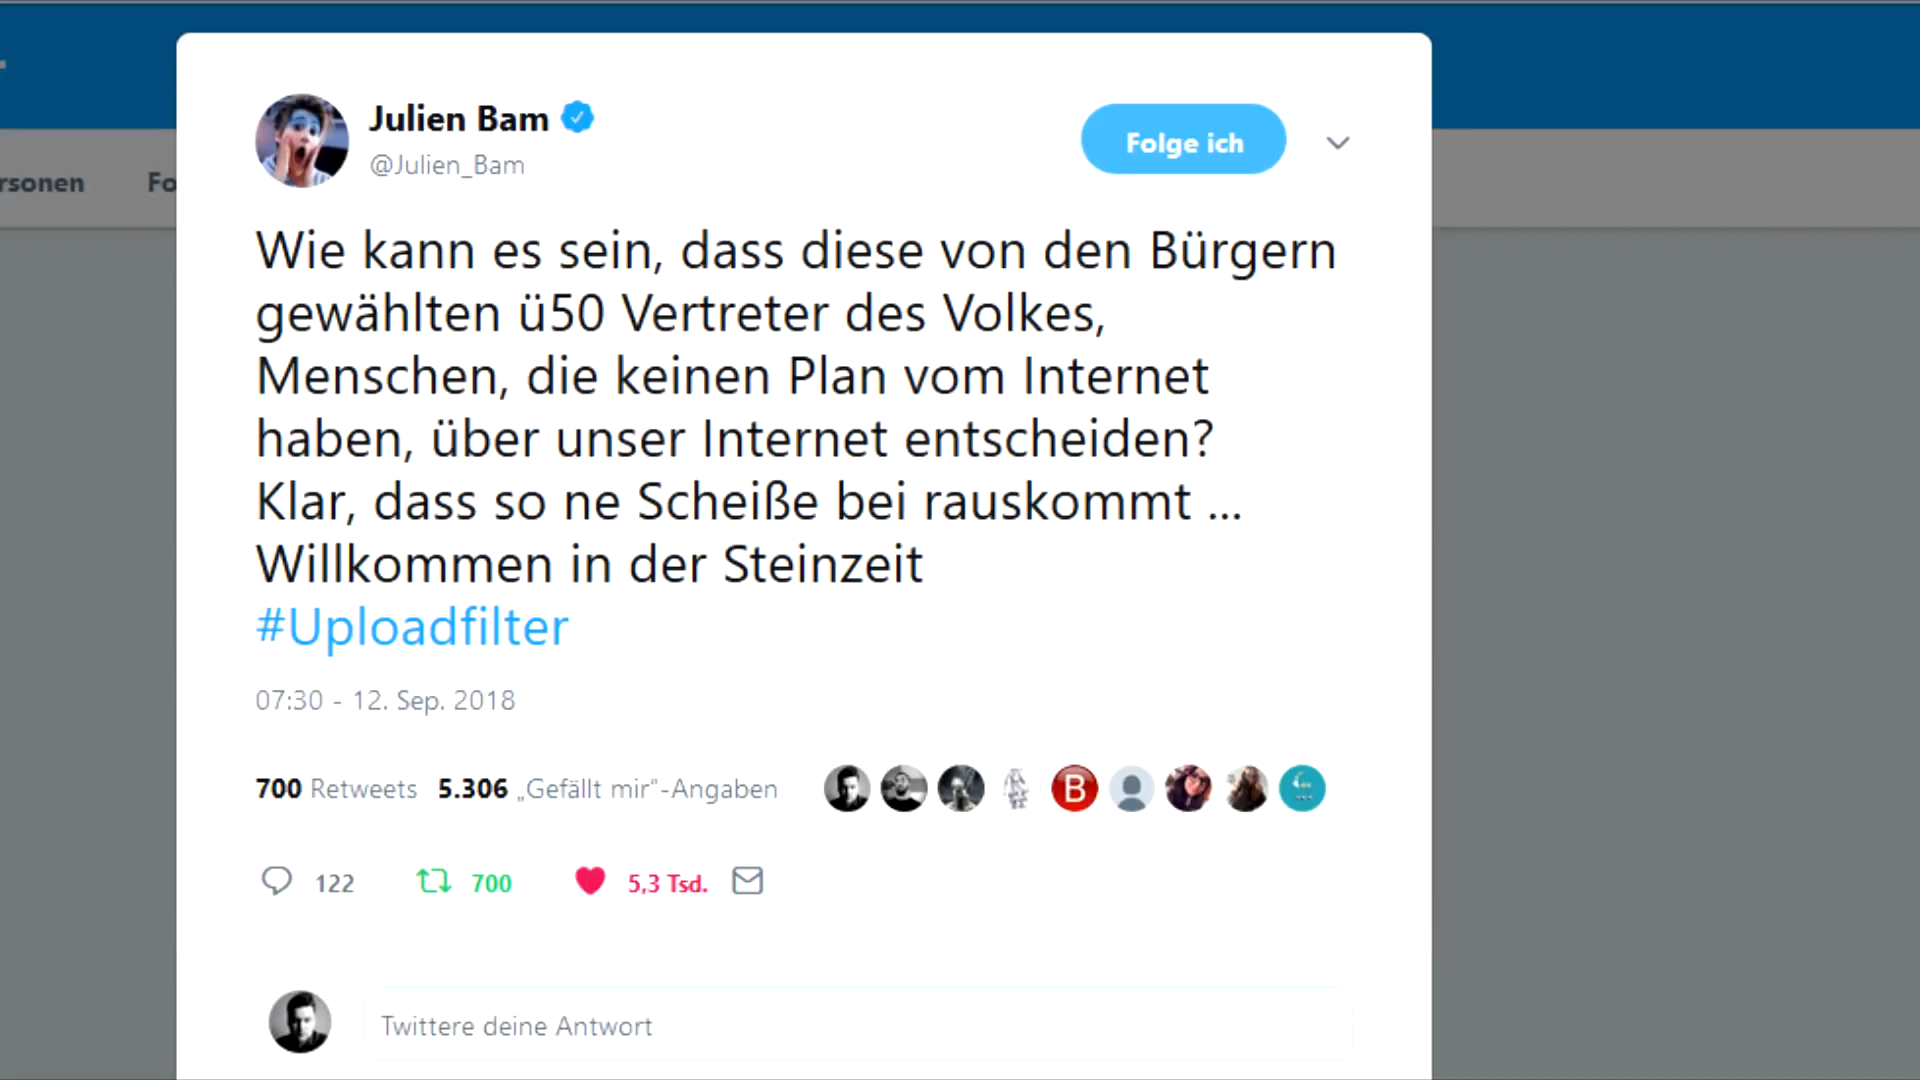 Julien Bam
@Julien_Bam
Folge ich
rsonen
Fo
Wie kann es sein, dass diese von den Bürgern
gewählten ü50 Vertreter des Volkes,
Menschen, die keinen Plan vom Internet
haben, über unser Internet entscheiden?
Klar, dass so ne Scheiße bei rauskommt ...
Willkommen in der Steinzeit
#Uploadfilter
07:30 - 12. Sep. 2018
700 Retweets 5.306 „Gefällt mir“-Angaben
B
122 700 5,3 Tsd.
Twittere deine Antwort